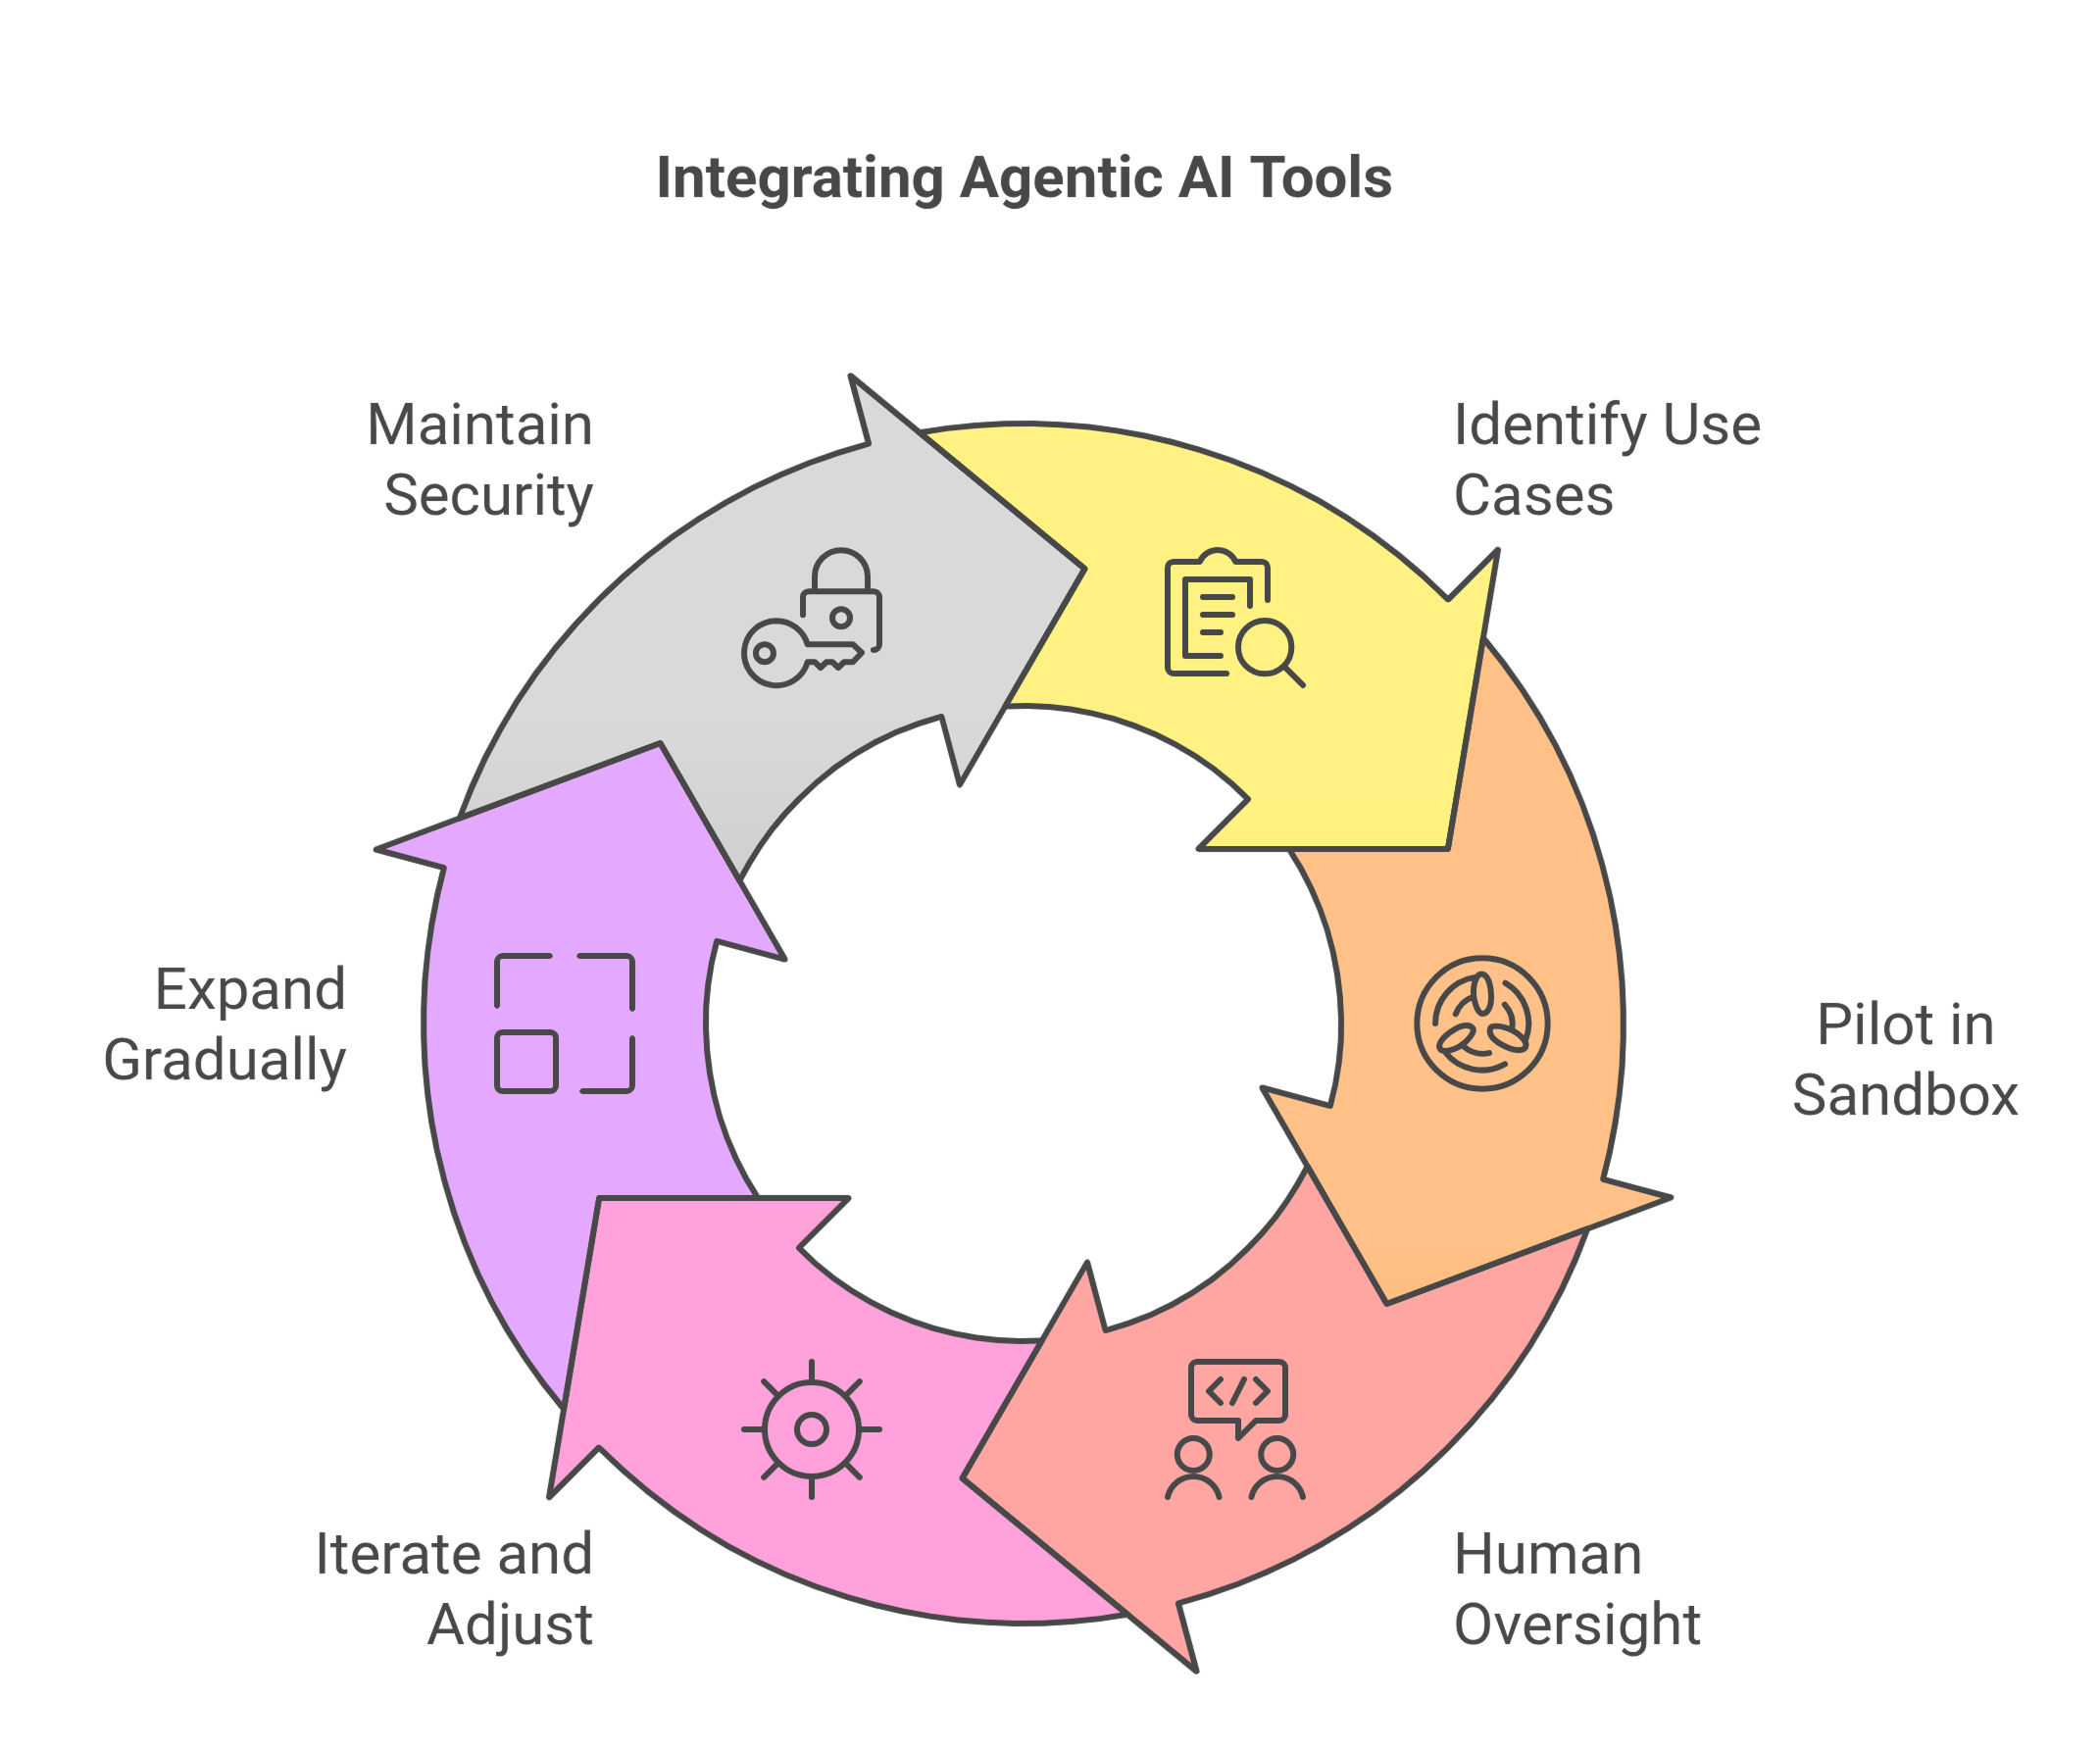 Integrating Agentic AI Tools
Maintain
Security
Identify Use
Cases
Expand
Gradually
Pilot in
Sandbox
</>
Iterate and
Adjust
Human
Oversight